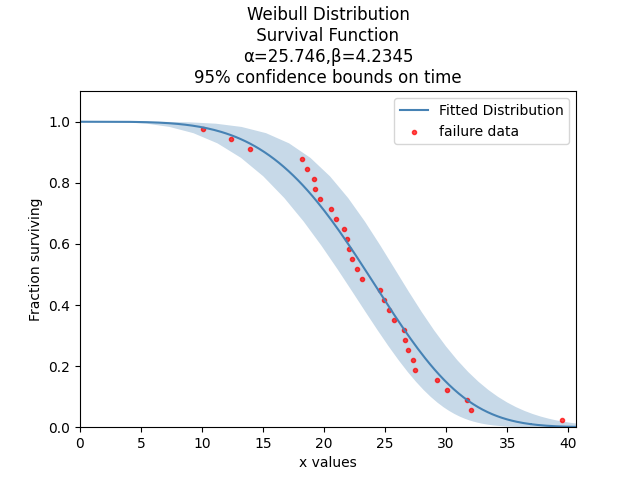 Weibull Distribution
Survival Function
α=25.746,β=4.2345
95% confidence bounds on time
Fitted Distribution
failure data
Fraction surviving
1.0
0.8
0.6
0.4
0.2
0.0
0 5 10 15 20 25 30 35 40
x values